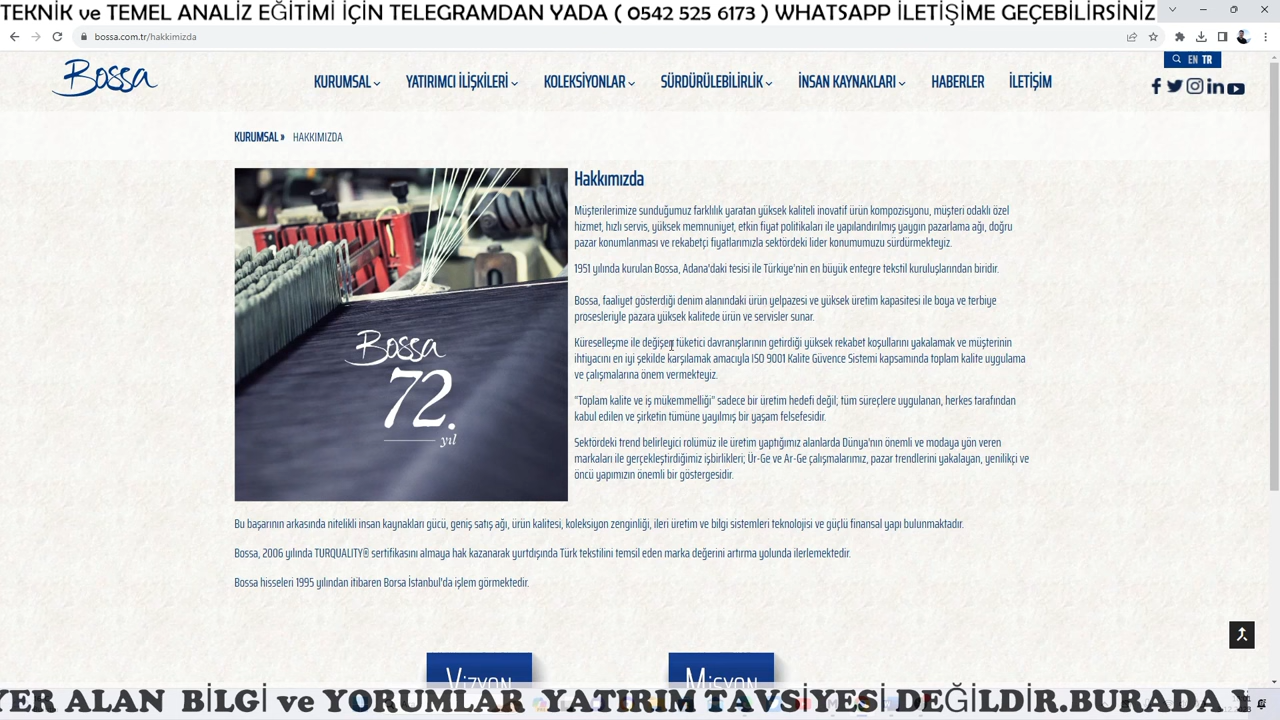 TEKNİK ve TEMEL ANALİZ EĞİTİMİ İÇİN TELEGRAMDAN YADA ( 0542 525 6173 ) WHATSAPP İLETİŞİME GEÇEBİLİRSİNİZ
bossa.com.tr/hakkimizda
EN TR
Bossa
KURUMSAL YATIRIMCI İLİŞKİLERİ KOLEKSİYONLAR SÜRDÜRÜLEBİLİRLİK İNSAN KAYNAKLARI HABERLER İLETİŞİM
KURUMSAL » HAKKIMIZDA
Hakkımızda
Müşterilerimize sunduğumuz farklılık yaratan yüksek kaliteli inovatif ürün kompozisyonu, müşteri odaklı özel
hizmet, hızlı servis, yüksek memnuniyet, etkin fiyat politikaları ile yapılandırılmış yaygın pazarlama ağı, doğru
pazar konumlanması ve rekabetçi fiyatlarımızla sektördeki lider konumumuzu sürdürmekteyiz.
1951 yılında kurulan Bossa, Adana'daki tesisi ile Türkiye'nin en büyük entegre tekstil kuruluşlarından biridir.
Bossa, faaliyet gösterdiği denim alanındaki ürün yelpazesi ve yüksek üretim kapasitesi ile boya ve terbiye
prosesleriyle pazara yüksek kalitede ürün ve servisler sunar.
Küreselleşme ile değişen tüketici davranışlarının getirdiği yüksek rekabet koşullarını yakalamak ve müşterinin
ihtiyacını en iyi şekilde karşılamak amacıyla ISO 9001 Kalite Güvence Sistemi kapsamında toplam kalite uygulama
ve çalışmalarına önem vermekteyiz.
"Toplam kalite ve iş mükemmelliği" sadece bir üretim hedefi değil; tüm süreçlere uygulanan, herkes tarafından
kabul edilen ve şirketin tümüne yayılmış bir yaşam felsefesidir.
Sektördeki trend belirleyici rolümüz ile üretim yaptığımız alanlarda Dünya'nın önemli ve modaya yön veren
markaları ile gerçekleştirdiğimiz işbirlikleri; Ür-Ge ve Ar-Ge çalışmalarımız, pazar trendlerini yakalayan, yenilikçi ve
öncü yapımızın önemli bir göstergesidir.
Bossa
72.
yıl
Bu başarının arkasında nitelikli insan kaynakları gücü, geniş satış ağı, ürün kalitesi, koleksiyon zenginliği, ileri üretim ve bilgi sistemleri teknolojisi ve güçlü finansal yapı bulunmaktadır.
Bossa, 2006 yılında TURQUALITY® sertifikasını almaya hak kazanarak yurtdışında Türk tekstilini temsil eden marka değerini artırma yolunda ilerlemektedir.
Bossa hisseleri 1995 yılından itibaren Borsa İstanbul'da işlem görmektedir.
Vizyon Misyon
YER ALAN BİLGİ ve YORUMLAR YATIRIM TAVSİYESİ DEĞİLDİR.BURADA Y